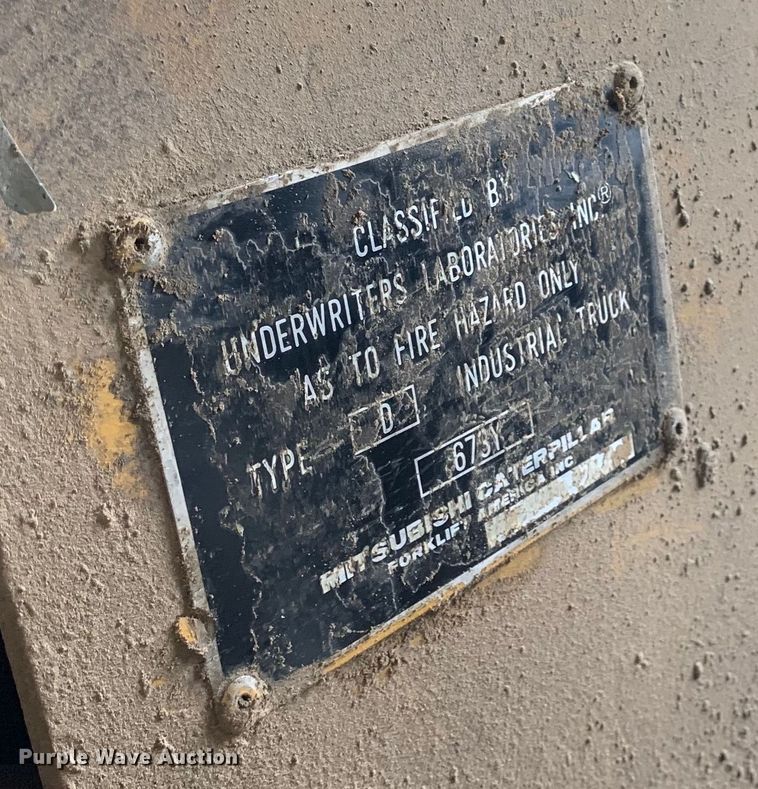 CLASSIFIED BY
UNDERWRITERS LABORATORIES INC®
AS TO FIRE HAZARD ONLY
TYPE D INDUSTRIAL TRUCK
673Y
MITSUBISHI CATERPILLAR
FORKLIFT AMERICA INC
Purple Wave Auction